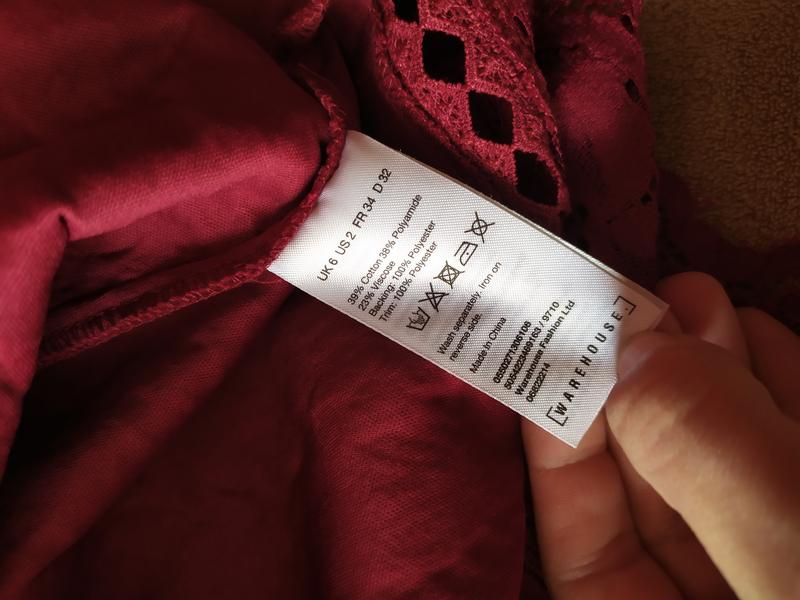 UK 6 US 2 FR 34 D 32
39% Cotton 38% Polyamide
23% Viscose
Backing: 100% Polyester
Trim: 100% Polyester
Wash separately. Iron on
reverse side.
Made in China
Warehouse Fashion Ltd
00622214
[WAREHOUSE.]